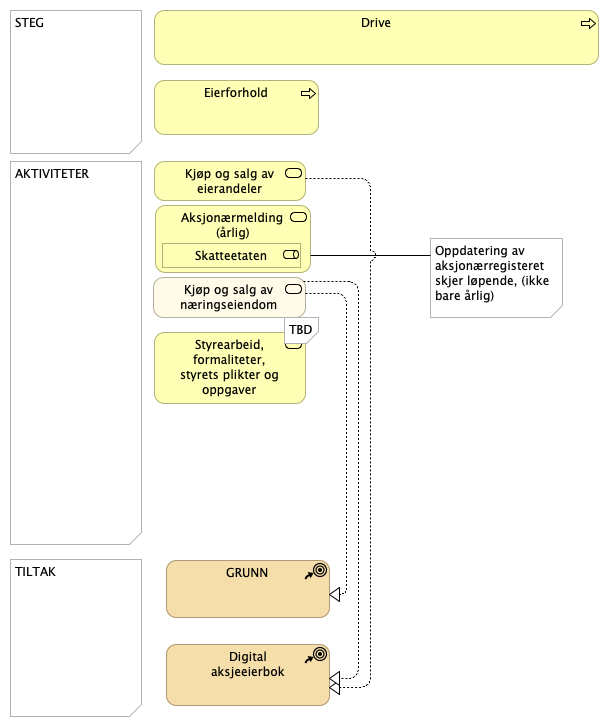 STEG
Drive
Eierforhold
AKTIVITETER
Kjøp og salg av
eierandeler
Aksjonærmelding
(årlig)
Skatteetaten
Oppdatering av
aksjonærregisteret
skjer løpende, (ikke
bare årlig)
Kjøp og salg av
næringseiendom
TBD
Styrearbeid,
formaliteter,
styrets plikter og
oppgaver
TILTAK
GRUNN
Digital
aksjeeierbok